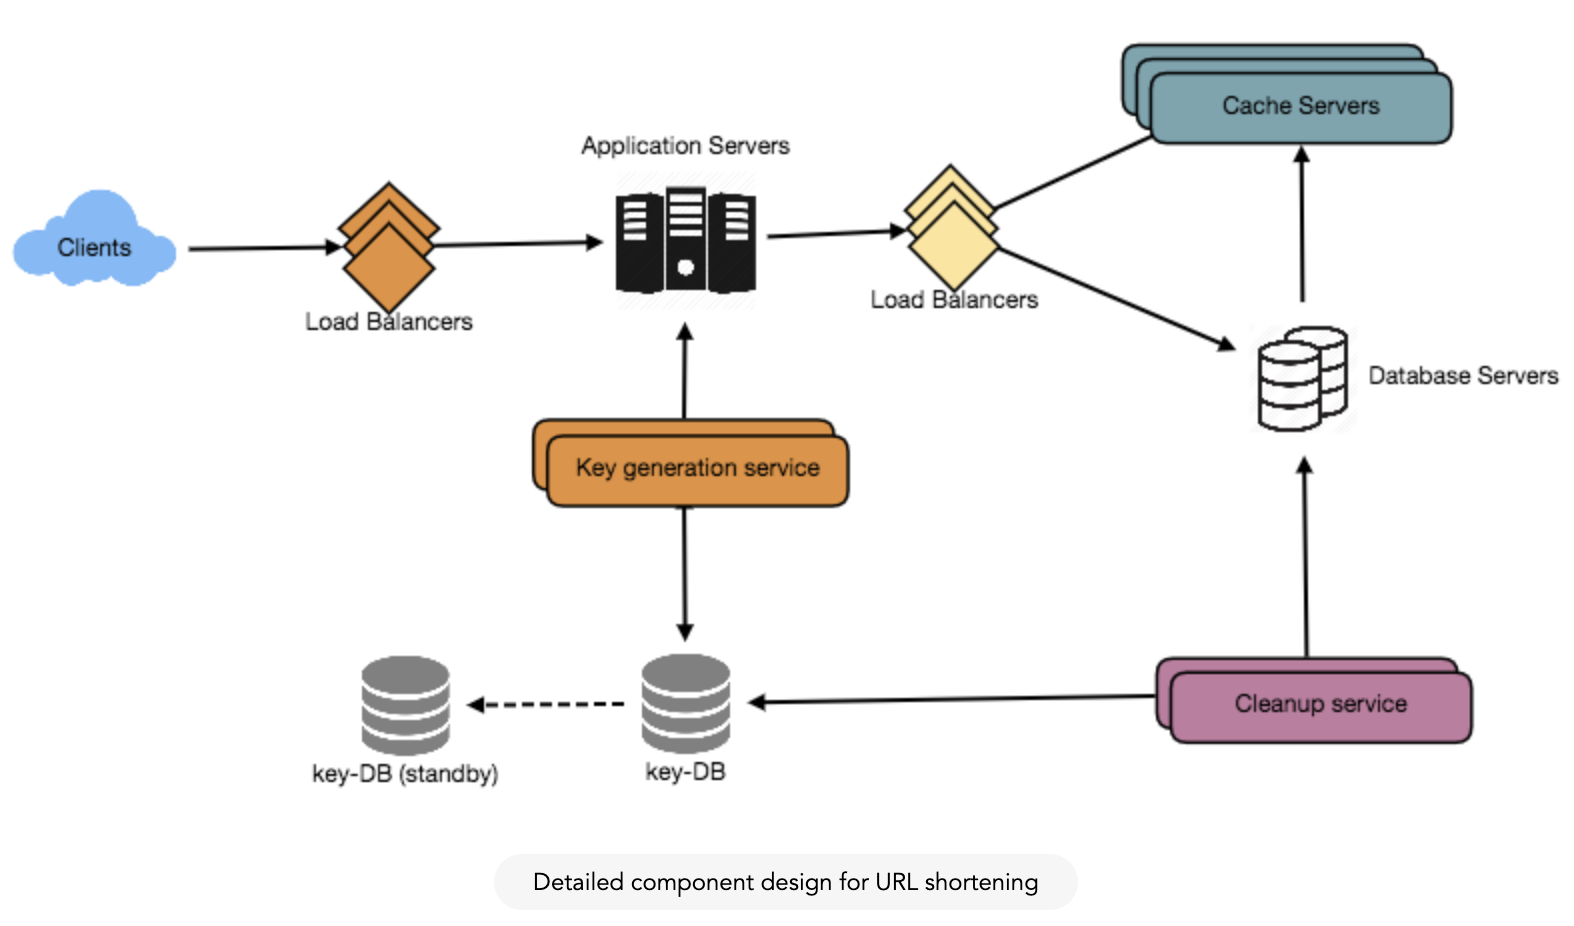 Cache Servers
Application Servers
Clients
Load Balancers
Load Balancers
Database Servers
Key generation service
Cleanup service
key-DB (standby)
key-DB
Detailed component design for URL shortening